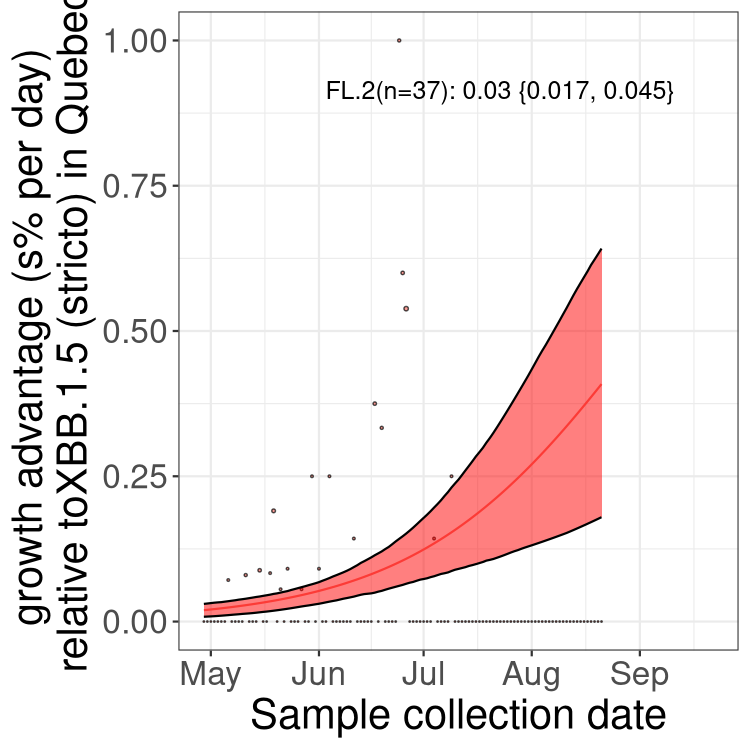 growth advantage (s% per day)
relative toXBB.1.5 (stricto) in Quebec
1.00
0.75
0.50
0.25
0.00
FL.2(n=37): 0.03 {0.017, 0.045}
May Jun Jul Aug Sep
Sample collection date